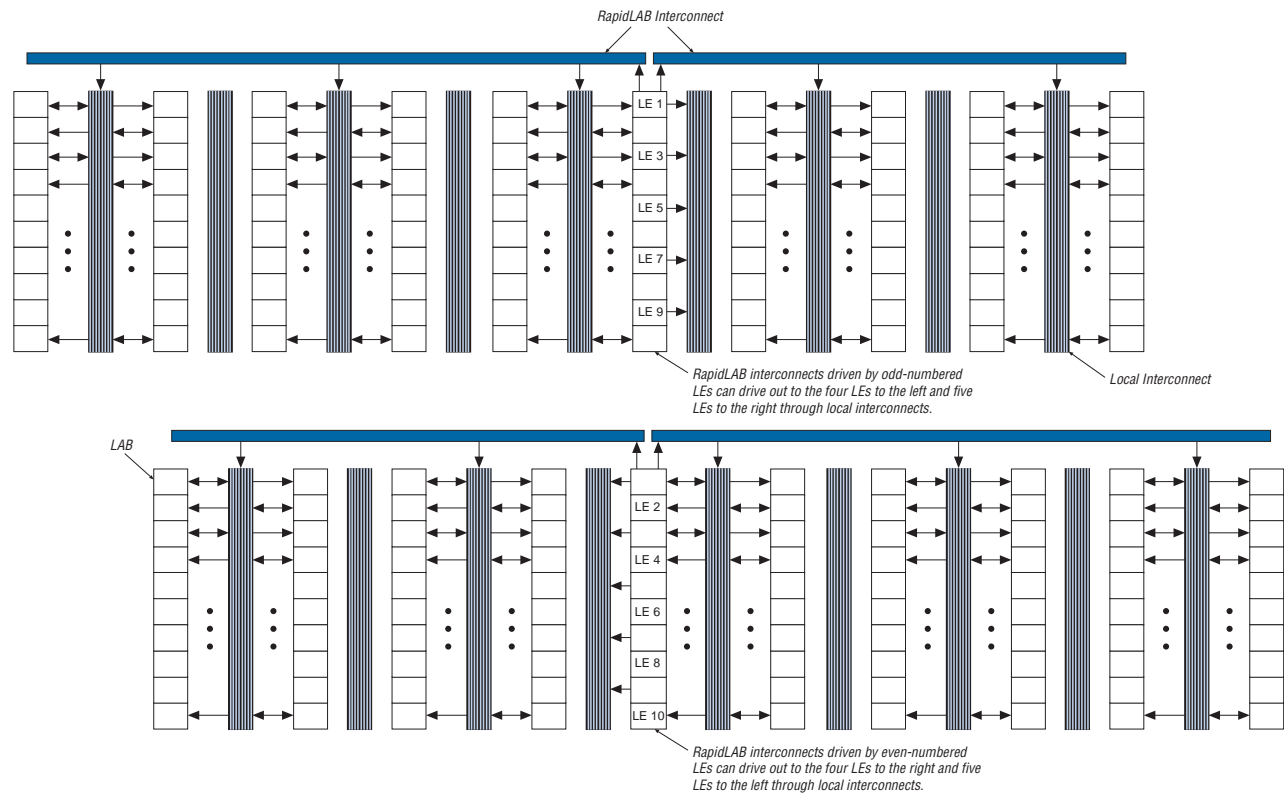 RapidLAB Interconnect
LE 1
LE 3
LE 5
LE 7
LE 9
RapidLAB interconnects driven by odd-numbered
LEs can drive out to the four LEs to the left and five
LEs to the right through local interconnects.
Local Interconnect
LAB
LE 2
LE 4
LE 6
LE 8
LE 10
RapidLAB interconnects driven by even-numbered
LEs can drive out to the four LEs to the right and five
LEs to the left through local interconnects.